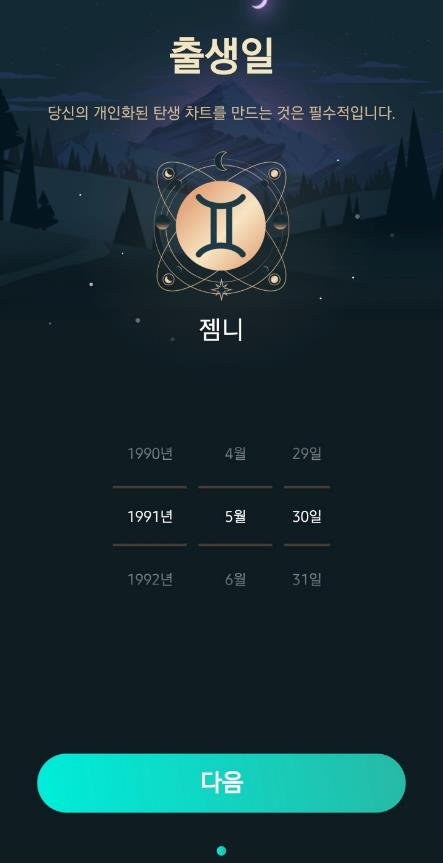 출생일
당신의 개인화된 탄생 차트를 만드는 것은 필수적입니다.
젬니
1990년 4월 29일
1991년 5월 30일
1992년 6월 31일
다음